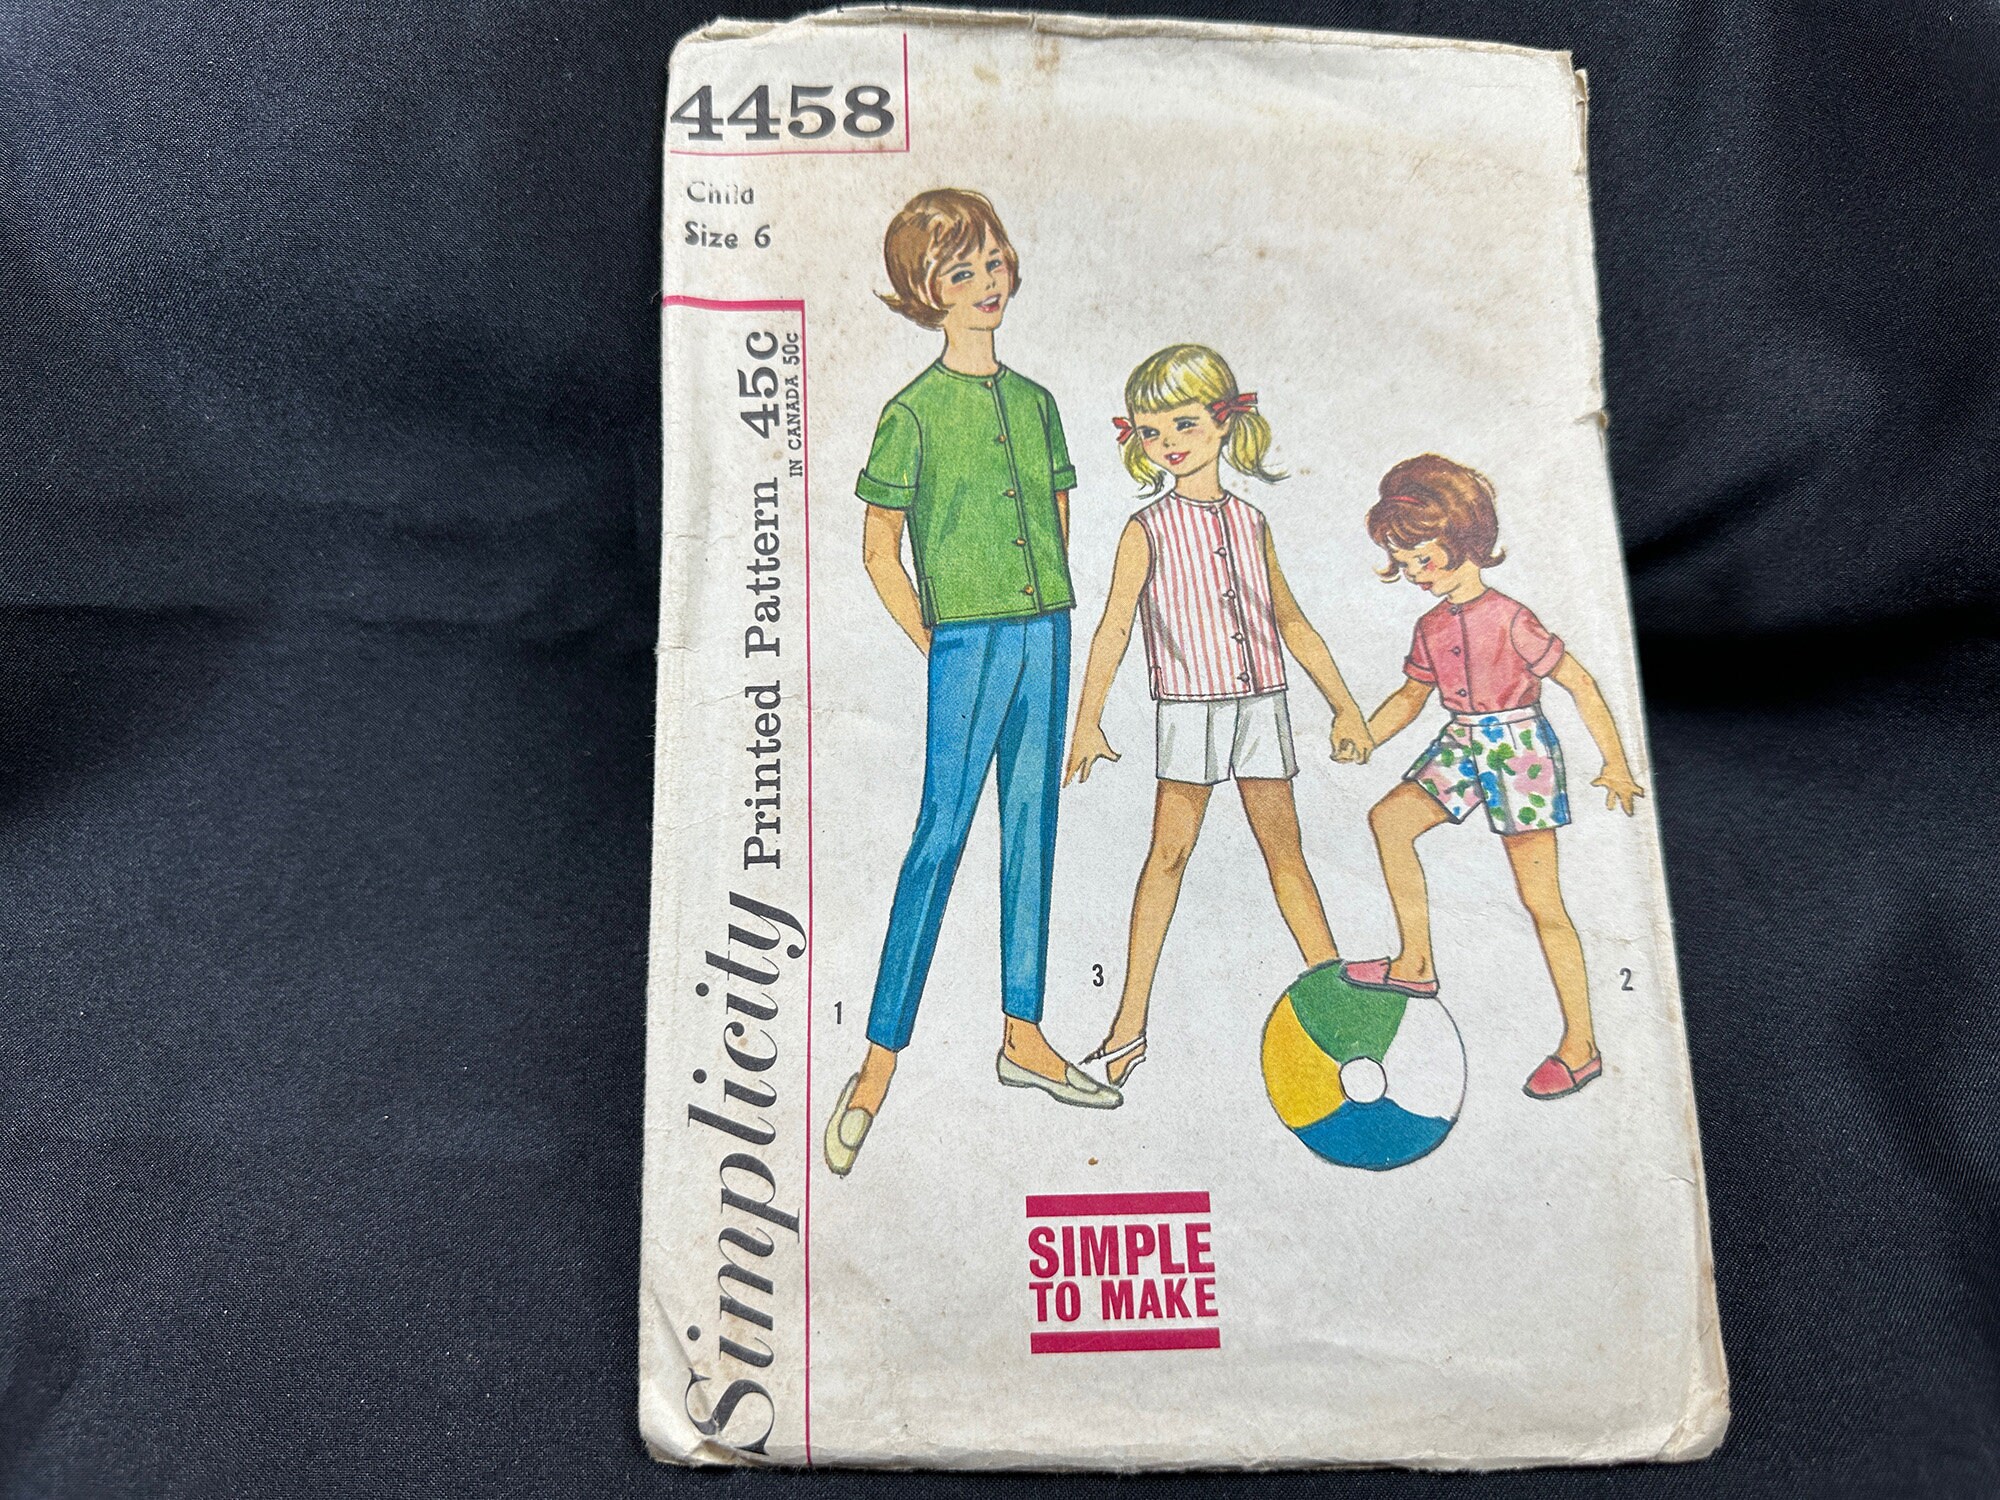 4458
Child
Size 6
Simplicity Printed Pattern 45c
IN CANADA 50c
1
3
2
SIMPLE
TO MAKE